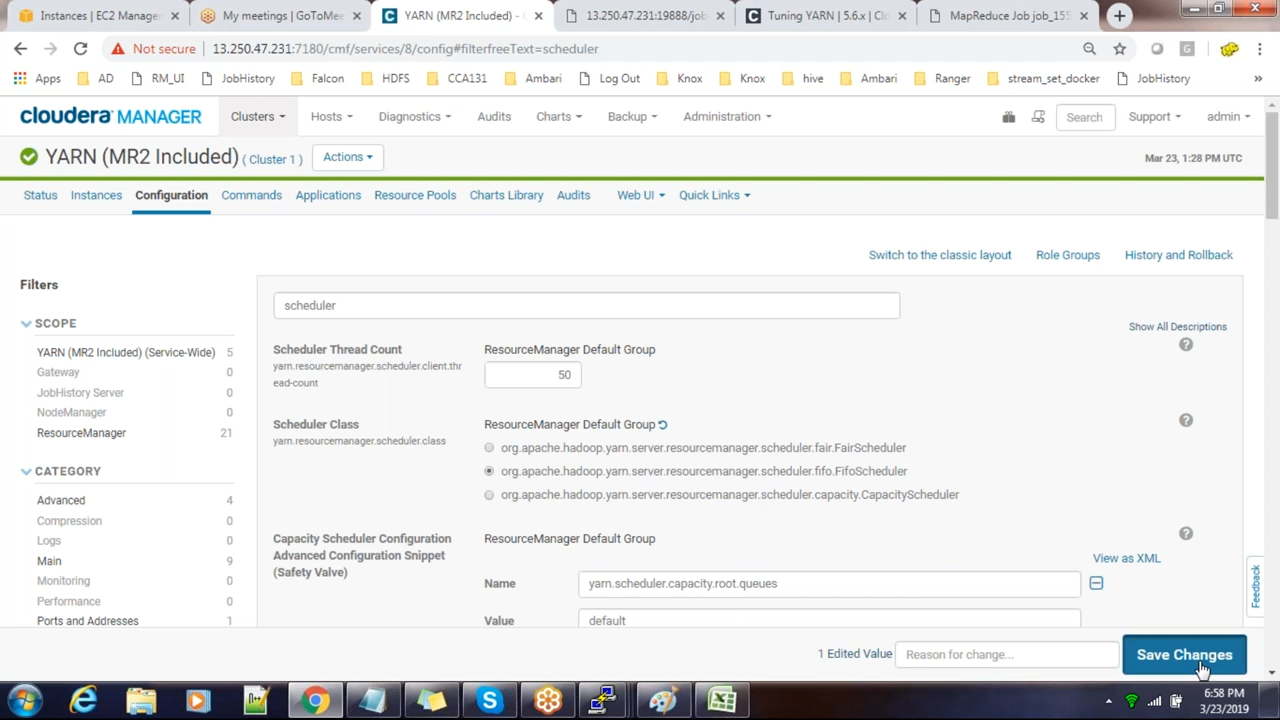 Instances | EC2 Manage
My meetings | GoToMee
YARN (MR2 Included) - 
13.250.47.231:19888/job
Tuning YARN | 5.6.x | Clo
MapReduce Job job_155
Not secure
13.250.47.231:7180/cmf/services/8/config#filterfreeText=scheduler
Apps
AD
RM_UI
JobHistory
Falcon
HDFS
CCA131
Ambari
Log Out
Knox
Knox
hive
Ambari
Ranger
stream_set_docker
JobHistory
»
cloudera MANAGER
Clusters
Hosts
Diagnostics
Audits
Charts
Backup
Administration
Search
Support
admin
YARN (MR2 Included) ( Cluster 1 )
Actions
Mar 23, 1:28 PM UTC
Status
Instances
Configuration
Commands
Applications
Resource Pools
Charts Library
Audits
Web UI
Quick Links
Switch to the classic layout
Role Groups
History and Rollback
Filters
SCOPE
YARN (MR2 Included) (Service-Wide) 5
Gateway 0
JobHistory Server 0
NodeManager 0
ResourceManager 21
CATEGORY
Advanced 4
Compression 0
Logs 0
Main 9
Monitoring 0
Performance 0
Ports and Addresses 1
scheduler
Show All Descriptions
Scheduler Thread Count
yarn.resourcemanager.scheduler.client.thr
ead-count
ResourceManager Default Group
50
Scheduler Class
yarn.resourcemanager.scheduler.class
ResourceManager Default Group
org.apache.hadoop.yarn.server.resourcemanager.scheduler.fair.FairScheduler
org.apache.hadoop.yarn.server.resourcemanager.scheduler.fifo.FifoScheduler
org.apache.hadoop.yarn.server.resourcemanager.scheduler.capacity.CapacityScheduler
Capacity Scheduler Configuration
Advanced Configuration Snippet
(Safety Valve)
ResourceManager Default Group
View as XML
Name
yarn.scheduler.capacity.root.queues
Value
default
Feedback
1 Edited Value
Reason for change...
Save Changes
6:58 PM
3/23/2019